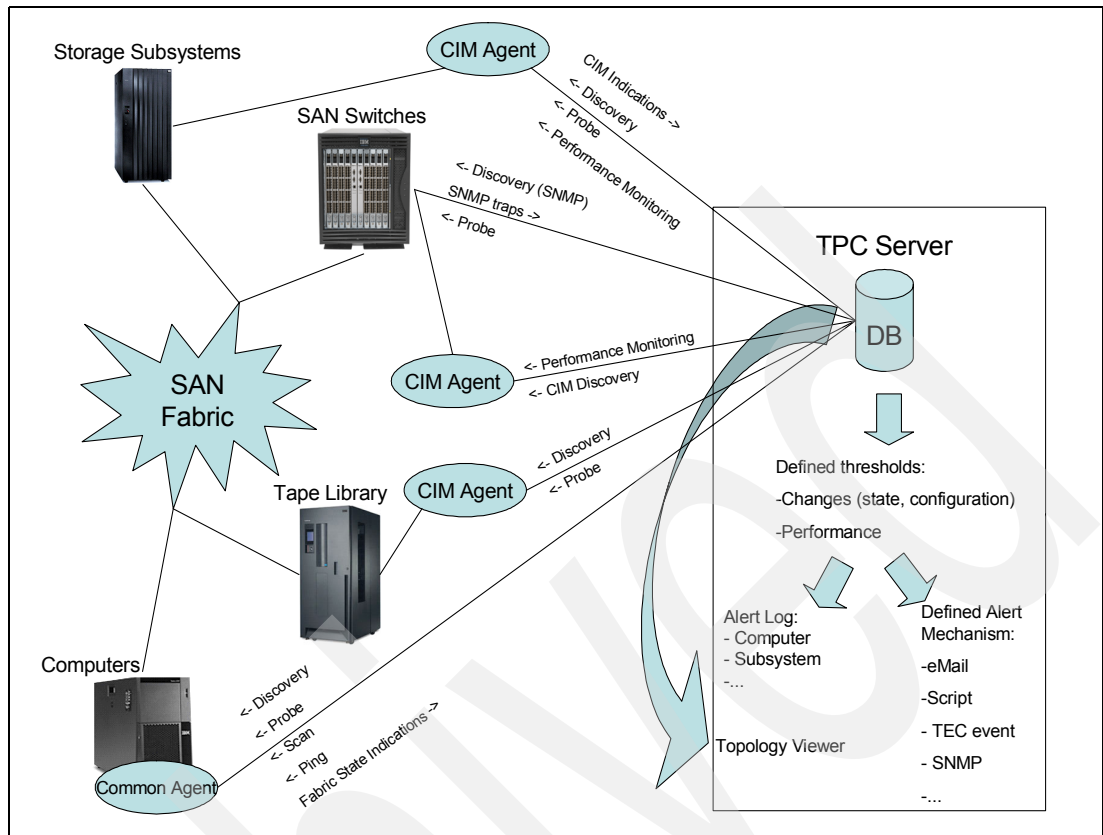 Storage Subsystems
CIM Agent
SAN Switches
CIM Indications ->
<- Discovery
<- Probe
<- Performance Monitoring
<- Discovery (SNMP)
SNMP traps ->
<- Probe
TPC Server
DB
SAN
Fabric
CIM Agent
<- Performance Monitoring
<- CIM Discovery
Tape Library
CIM Agent
<- Discovery
<- Probe
Defined thresholds:
-Changes (state, configuration)
-Performance
Alert Log:
- Computer
- Subsystem
-...
Defined Alert
Mechanism:
-eMail
-Script
- TEC event
- SNMP
-...
Topology Viewer
Computers
Common Agent
<- Discovery
<- Probe
<- Scan
<- Ping
Fabric State Indications ->